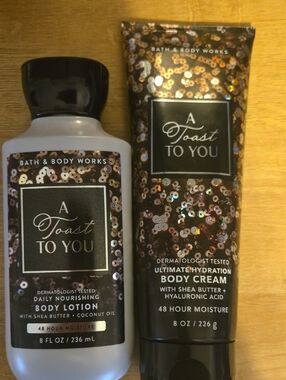 BATH & BODY WORKS
A
Toast
TO YOU
DERMATOLOGIST TESTED
DAILY NOURISHING
BODY LOTION
WITH SHEA BUTTER + COCONUT OIL
48 HOUR MOISTURE
8 FL OZ / 236 mL
BATH & BODY WORKS
A
Toast
TO YOU
DERMATOLOGIST TESTED
ULTIMATE HYDRATION
BODY CREAM
WITH SHEA BUTTER +
HYALURONIC ACID
48 HOUR MOISTURE
8 OZ / 226 g